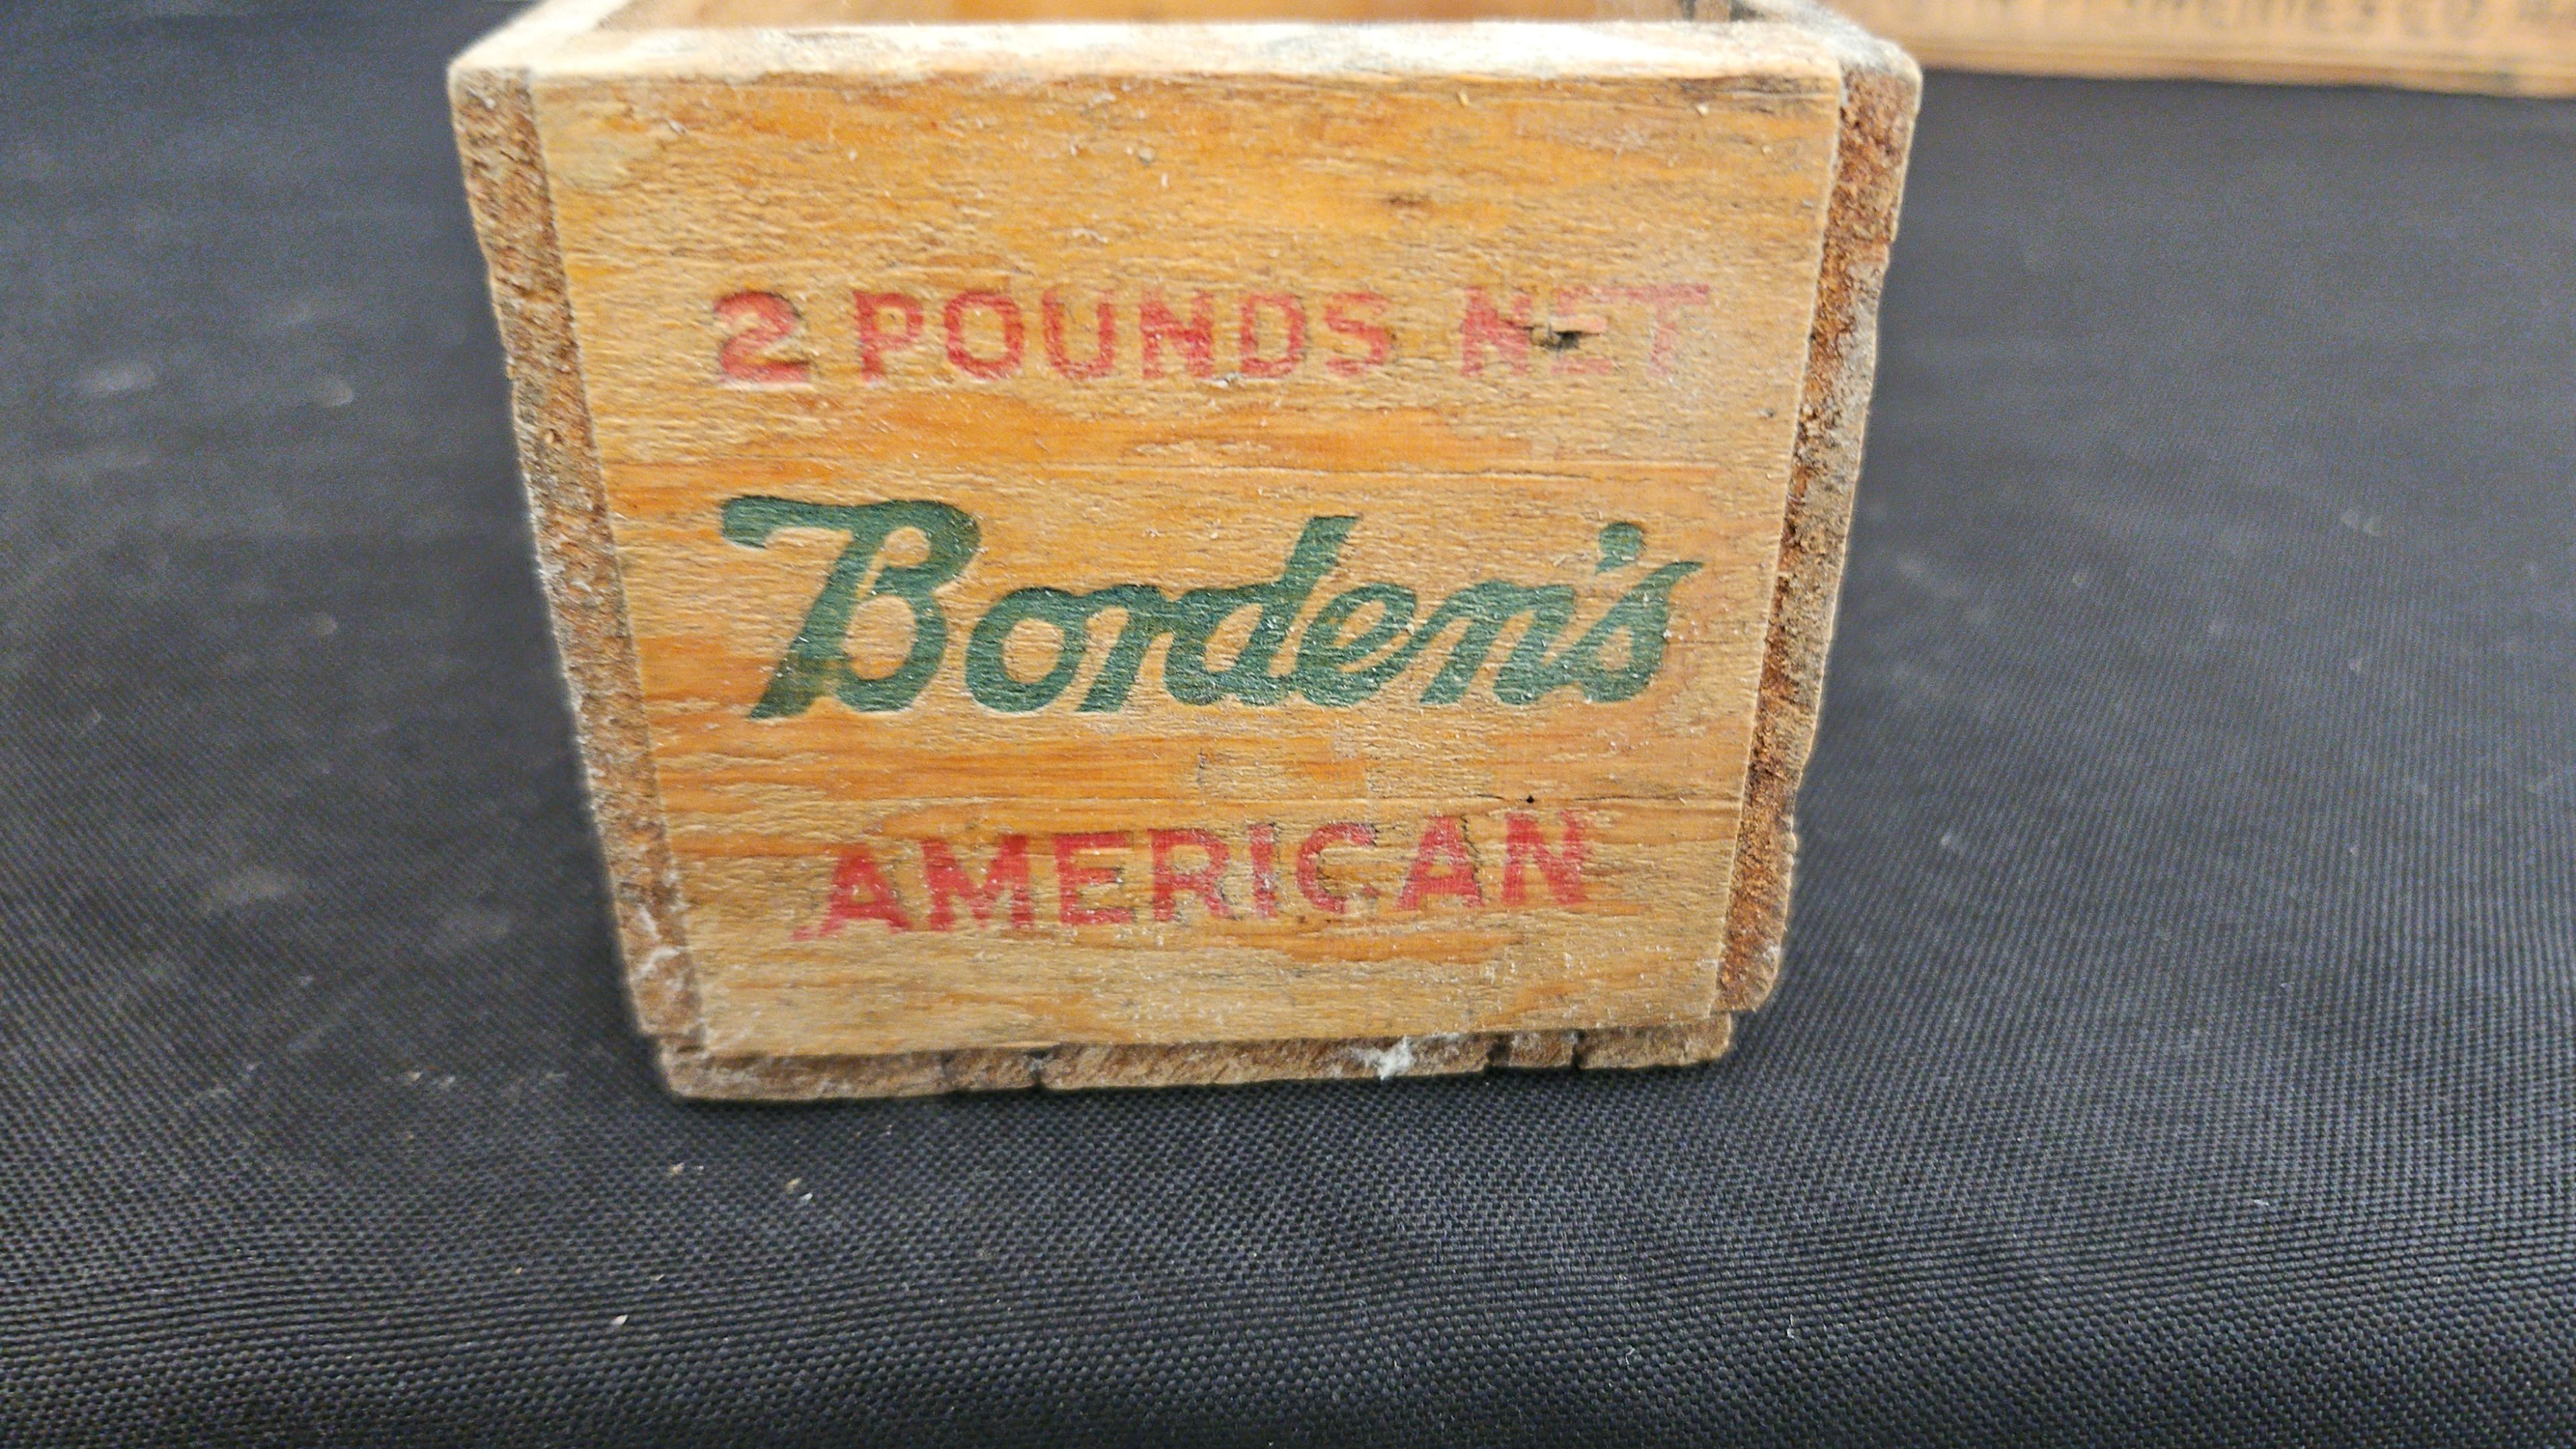 2 POUNDS NET
Borden's
AMERICAN